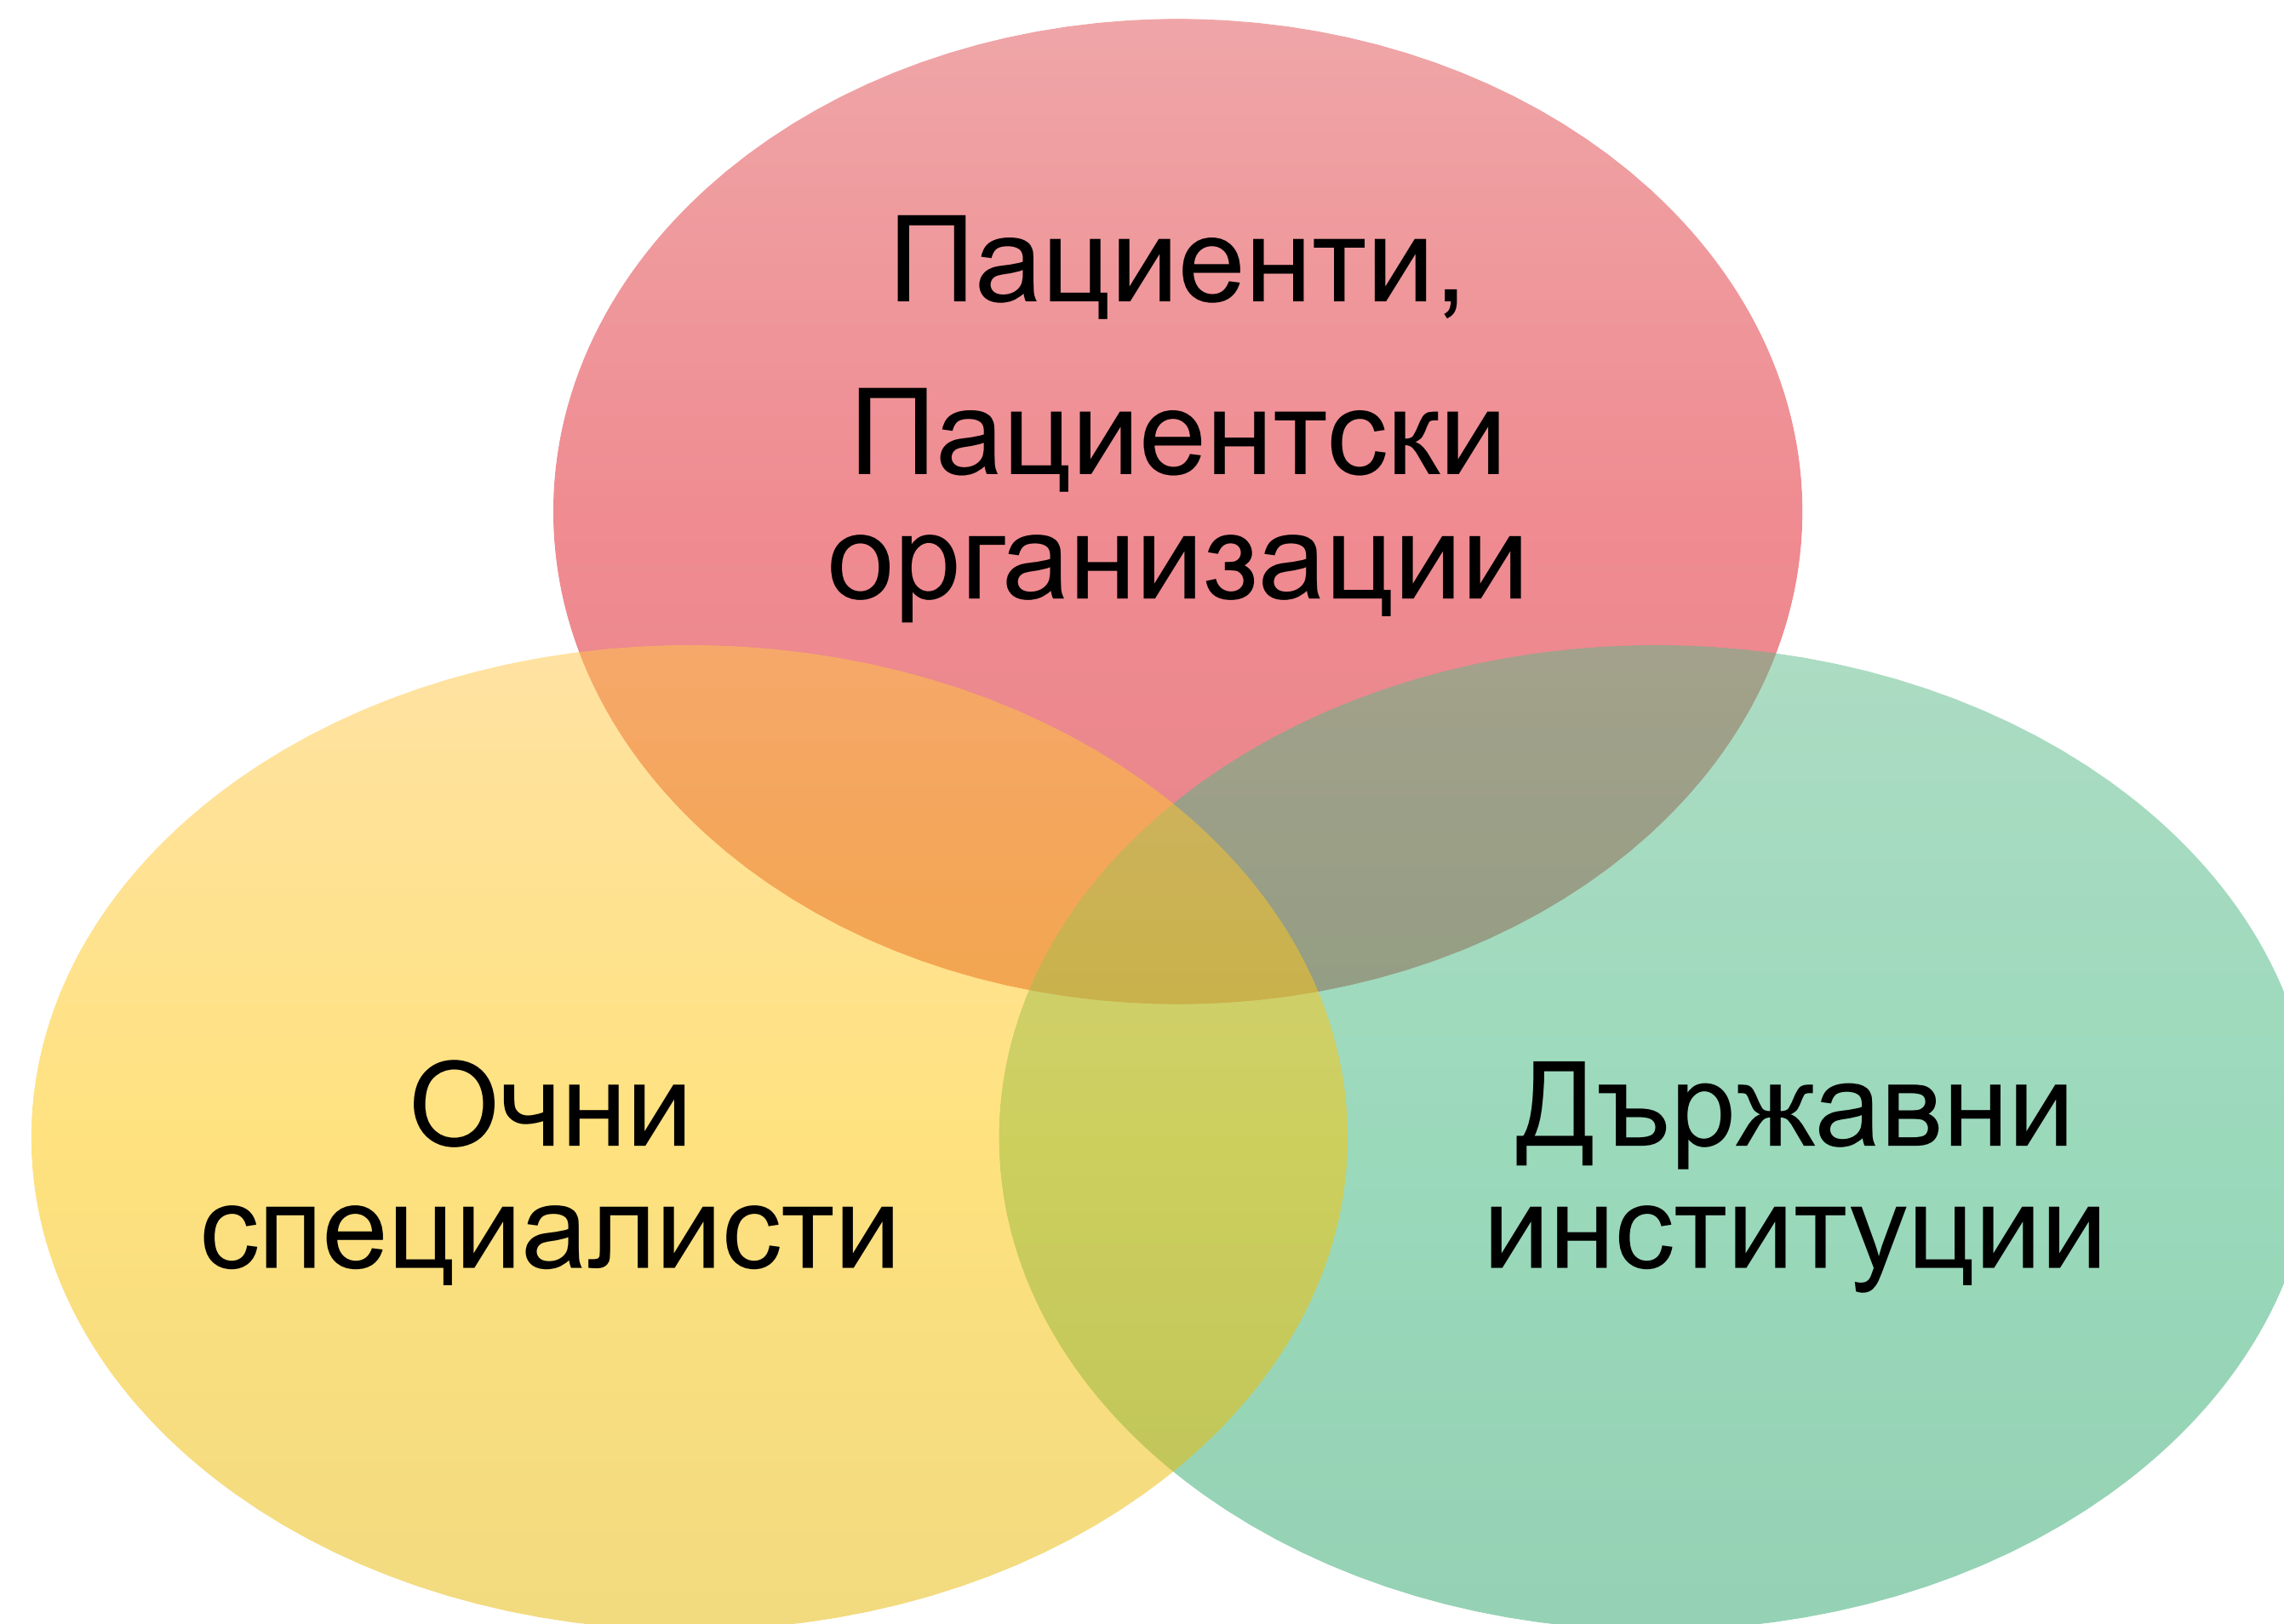 Пациенти,
Пациентски
организации
Очни
специалисти
Държавни
институции